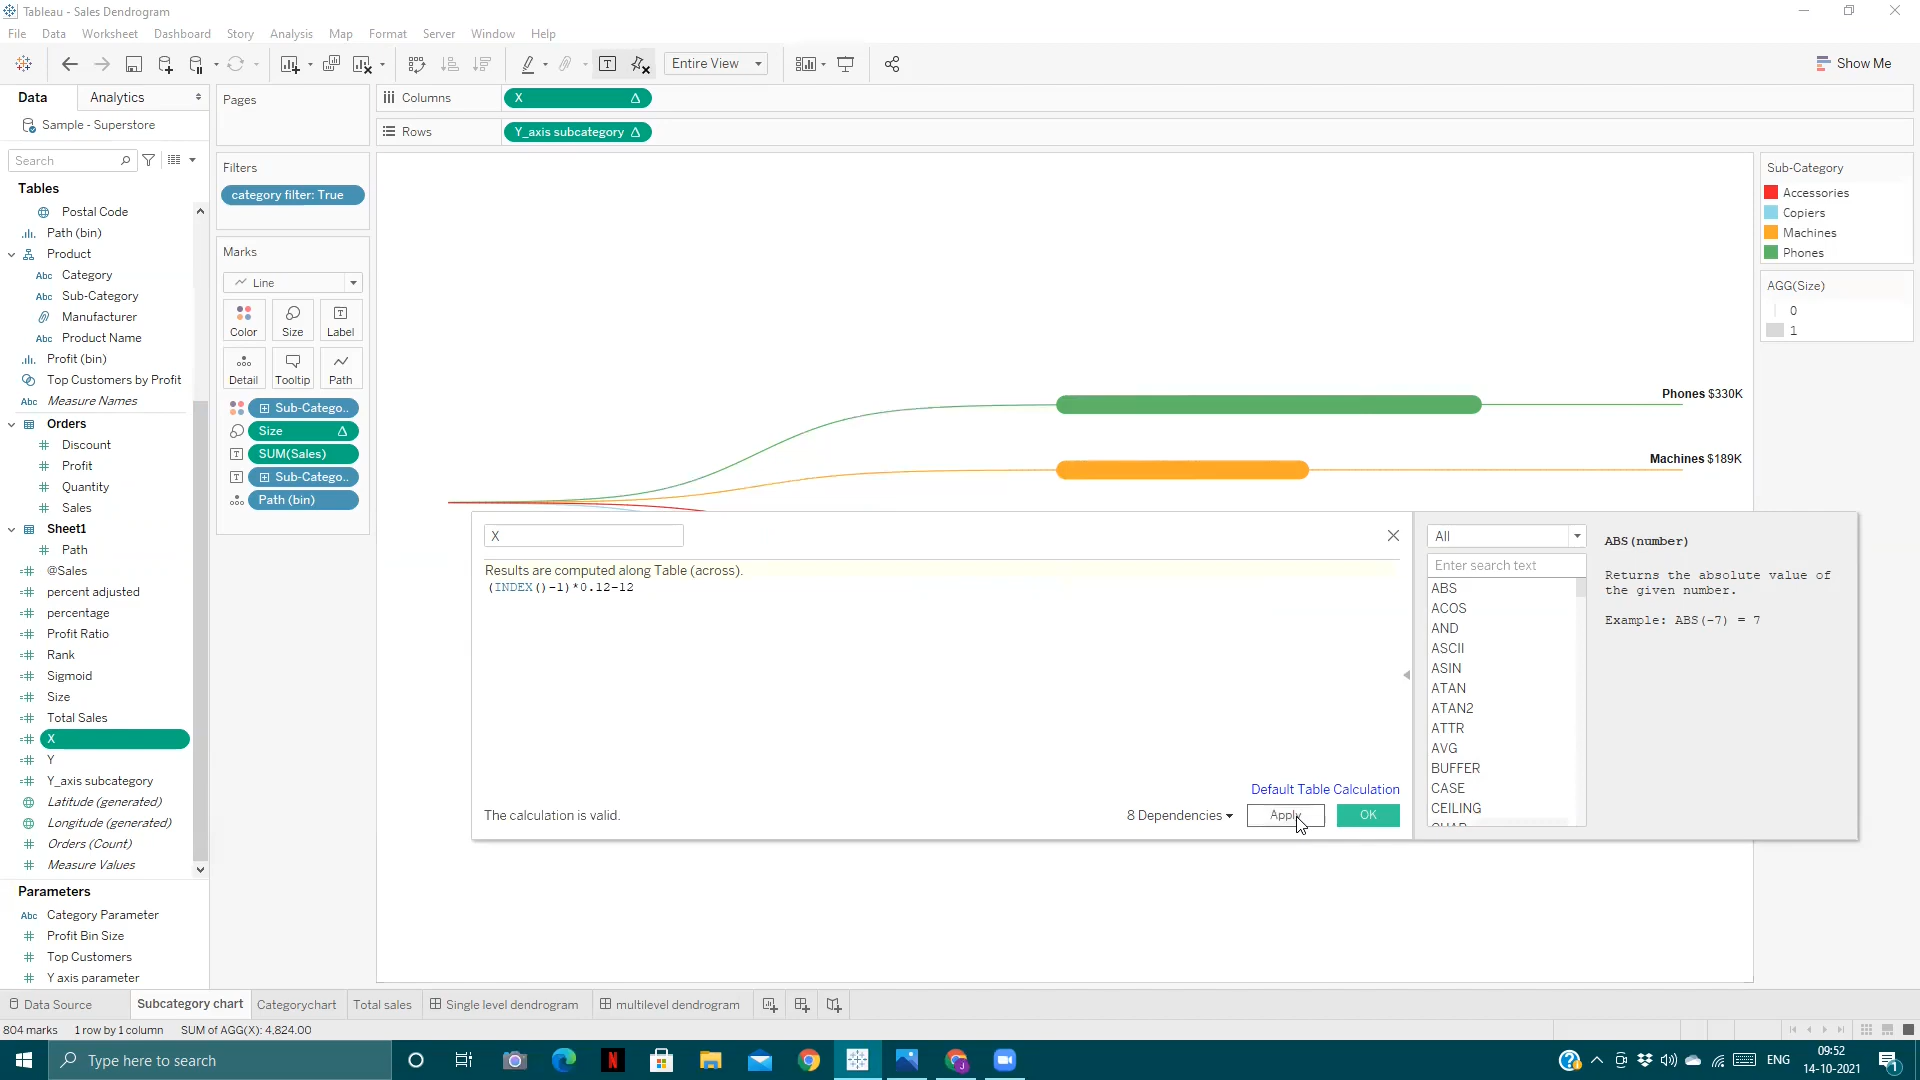 Tableau - Sales Dendrogram
File Data Worksheet Dashboard Story Analysis Map Format Server Window Help
Entire View
Show Me
Data
Analytics
Sample - Superstore
Search
Tables
Postal Code
Path (bin)
Product
Abc Category
Abc Sub-Category
Manufacturer
Abc Product Name
Profit (bin)
Top Customers by Profit
Abc Measure Names
Orders
# Discount
# Profit
# Quantity
# Sales
Sheet1
# Path
=# @Sales
=# percent adjusted
=# percentage
=# Profit Ratio
=# Rank
=# Sigmoid
=# Size
=# Total Sales
=# X
=# Y
=# Y_axis subcategory
Latitude (generated)
Longitude (generated)
# Orders (Count)
# Measure Values
Parameters
Abc Category Parameter
# Profit Bin Size
# Top Customers
# Y axis parameter
Pages
Filters
category filter: True
Marks
Line
Color
Size
T
Label
Detail
Tooltip
Path
Sub-Catego..
Size
T SUM(Sales)
T Sub-Catego..
Path (bin)
Columns
X
Rows
Y_axis subcategory
Phones $330K
Machines $189K
Sub-Category
Accessories
Copiers
Machines
Phones
AGG(Size)
0
1
X
Results are computed along Table (across).
(INDEX()-1)*0.12-12
Default Table Calculation
The calculation is valid.
8 Dependencies
Apply
OK
All
Enter search text
ABS
ACOS
AND
ASCII
ASIN
ATAN
ATAN2
ATTR
AVG
BUFFER
CASE
CEILING
CHAR
ABS(number)
Returns the absolute value of
the given number.
Example: ABS(-7) = 7
Data Source
Subcategory chart
Categorychart
Total sales
Single level dendrogram
multilevel dendrogram
804 marks
1 row by 1 column
SUM of AGG(X): 4,824.00
Type here to search
N
J
ENG
09:52
14-10-2021
1